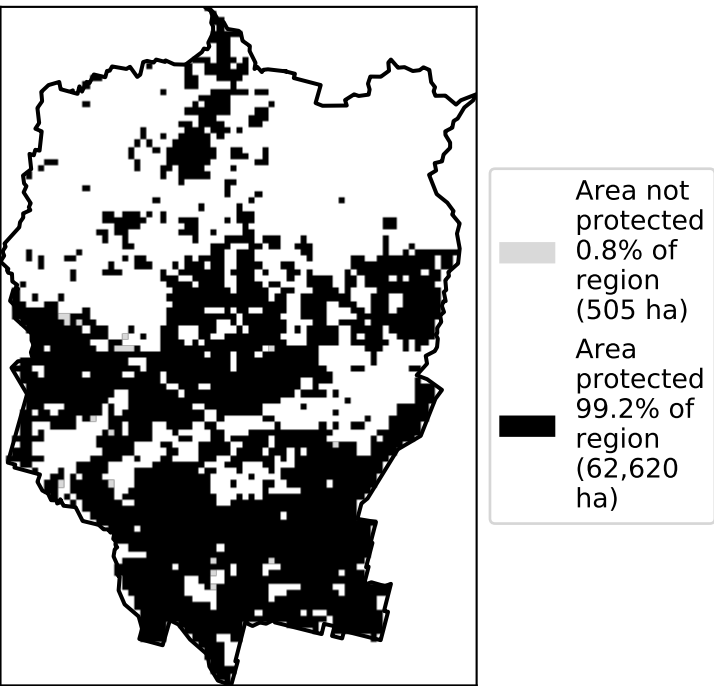 Area not
protected
0.8% of
region
(505 ha)
Area
protected
99.2% of
region
(62,620
ha)